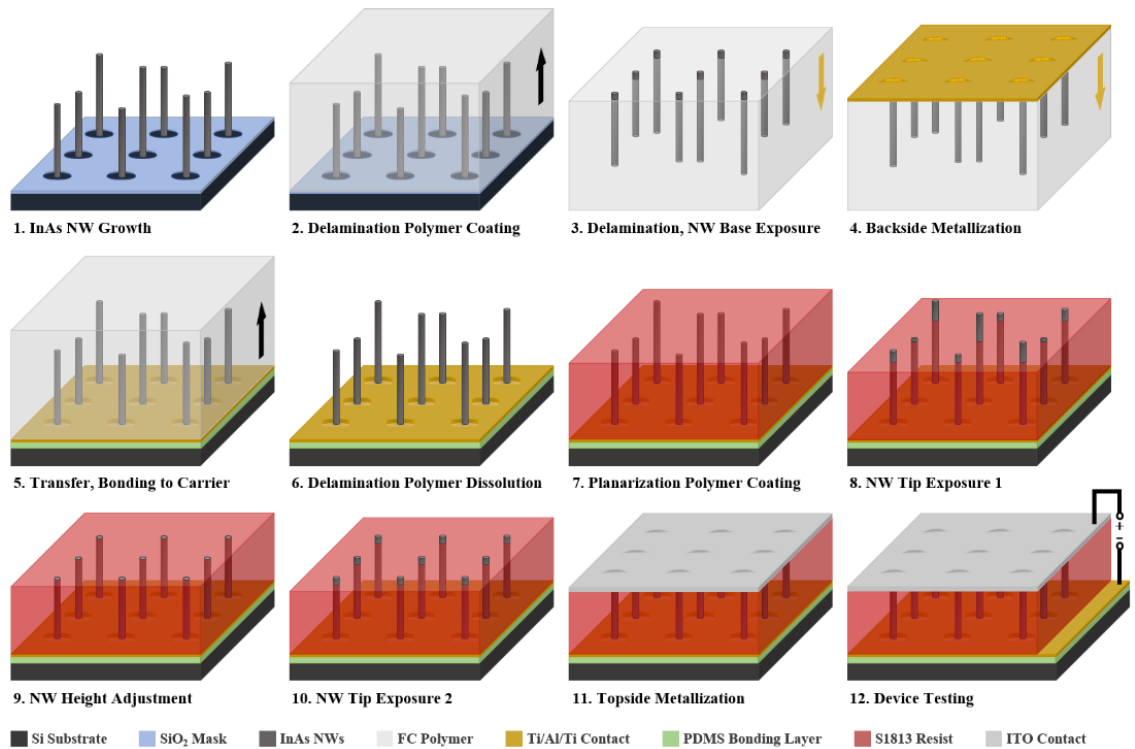 1. InAs NW Growth
2. Delamination Polymer Coating
3. Delamination, NW Base Exposure
4. Backside Metallization
5. Transfer, Bonding to Carrier
6. Delamination Polymer Dissolution
7. Planarization Polymer Coating
8. NW Tip Exposure 1
+
-
9. NW Height Adjustment
10. NW Tip Exposure 2
11. Topside Metallization
12. Device Testing
Si Substrate
SiO₂ Mask
InAs NWs
FC Polymer
Ti/Al/Ti Contact
PDMS Bonding Layer
S1813 Resist
ITO Contact